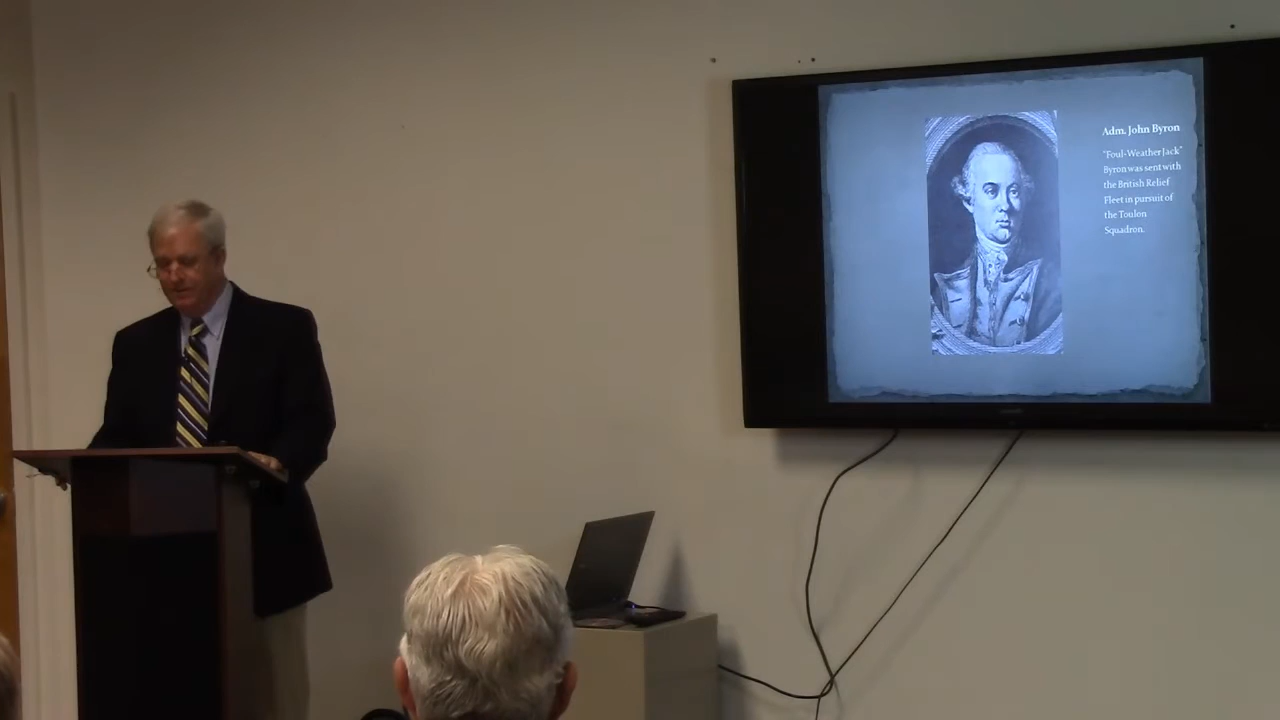 Adm. John Byron
"Foul-Weather Jack"
Byron was sent with
the British Relief
Fleet in pursuit of
the Toulon
Squadron.